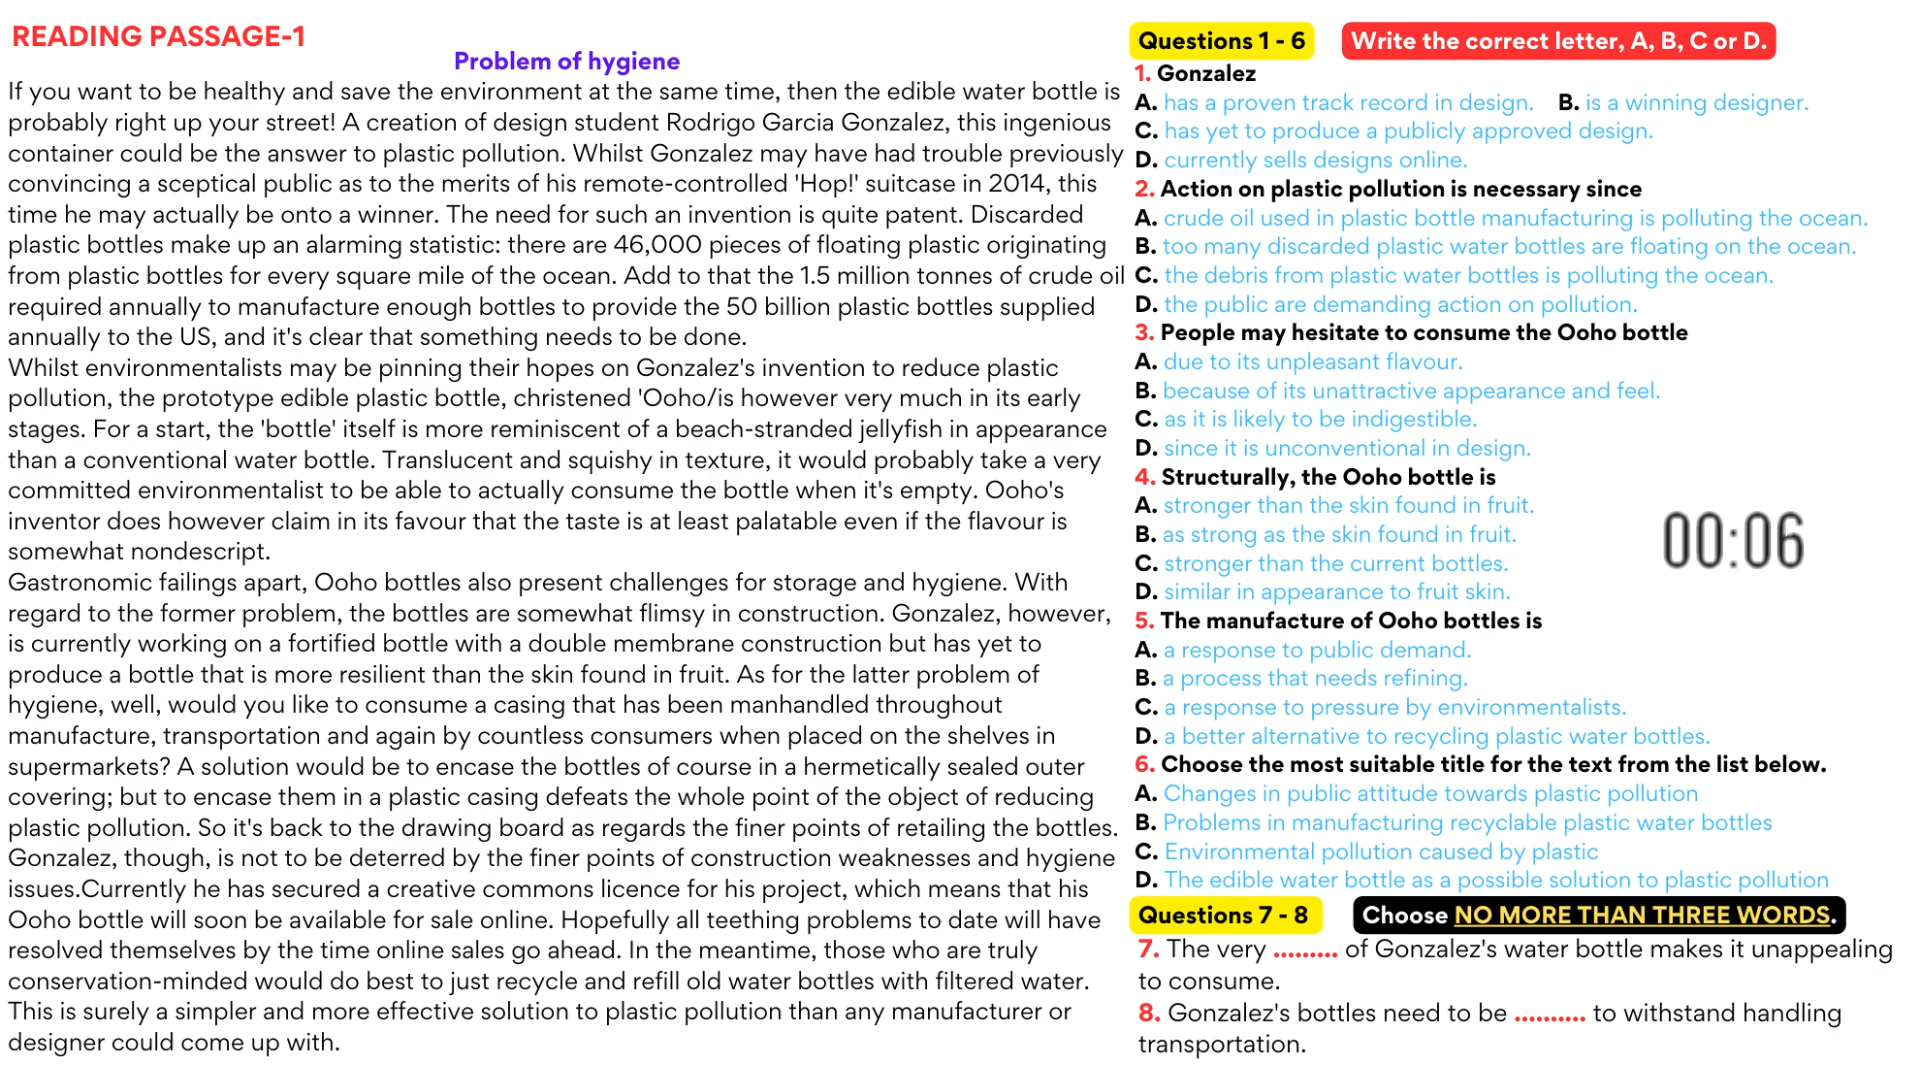 READING PASSAGE-1
Problem of hygiene
If you want to be healthy and save the environment at the same time, then the edible water bottle is
probably right up your street! A creation of design student Rodrigo Garcia Gonzalez, this ingenious
container could be the answer to plastic pollution. Whilst Gonzalez may have had trouble previously
convincing a sceptical public as to the merits of his remote-controlled 'Hop!' suitcase in 2014, this
time he may actually be onto a winner. The need for such an invention is quite patent. Discarded
plastic bottles make up an alarming statistic: there are 46,000 pieces of floating plastic originating
from plastic bottles for every square mile of the ocean. Add to that the 1.5 million tonnes of crude oil
required annually to manufacture enough bottles to provide the 50 billion plastic bottles supplied
annually to the US, and it's clear that something needs to be done.
Whilst environmentalists may be pinning their hopes on Gonzalez's invention to reduce plastic
pollution, the prototype edible plastic bottle, christened 'Ooho/is however very much in its early
stages. For a start, the 'bottle' itself is more reminiscent of a beach-stranded jellyfish in appearance
than a conventional water bottle. Translucent and squishy in texture, it would probably take a very
committed environmentalist to be able to actually consume the bottle when it's empty. Ooho's
inventor does however claim in its favour that the taste is at least palatable even if the flavour is
somewhat nondescript.
Gastronomic failings apart, Ooho bottles also present challenges for storage and hygiene. With
regard to the former problem, the bottles are somewhat flimsy in construction. Gonzalez, however,
is currently working on a fortified bottle with a double membrane construction but has yet to
produce a bottle that is more resilient than the skin found in fruit. As for the latter problem of
hygiene, well, would you like to consume a casing that has been manhandled throughout
manufacture, transportation and again by countless consumers when placed on the shelves in
supermarkets? A solution would be to encase the bottles of course in a hermetically sealed outer
covering; but to encase them in a plastic casing defeats the whole point of the object of reducing
plastic pollution. So it's back to the drawing board as regards the finer points of retailing the bottles.
Gonzalez, though, is not to be deterred by the finer points of construction weaknesses and hygiene
issues.Currently he has secured a creative commons licence for his project, which means that his
Ooho bottle will soon be available for sale online. Hopefully all teething problems to date will have
resolved themselves by the time online sales go ahead. In the meantime, those who are truly
conservation-minded would do best to just recycle and refill old water bottles with filtered water.
This is surely a simpler and more effective solution to plastic pollution than any manufacturer or
designer could come up with.
Questions 1 - 6 Write the correct letter, A, B, C or D.
1. Gonzalez
A. has a proven track record in design. B. is a winning designer.
C. has yet to produce a publicly approved design.
D. currently sells designs online.
2. Action on plastic pollution is necessary since
A. crude oil used in plastic bottle manufacturing is polluting the ocean.
B. too many discarded plastic water bottles are floating on the ocean.
C. the debris from plastic water bottles is polluting the ocean.
D. the public are demanding action on pollution.
3. People may hesitate to consume the Ooho bottle
A. due to its unpleasant flavour.
B. because of its unattractive appearance and feel.
C. as it is likely to be indigestible.
D. since it is unconventional in design.
4. Structurally, the Ooho bottle is
A. stronger than the skin found in fruit.
B. as strong as the skin found in fruit.
C. stronger than the current bottles.
D. similar in appearance to fruit skin.
00:06
5. The manufacture of Ooho bottles is
A. a response to public demand.
B. a process that needs refining.
C. a response to pressure by environmentalists.
D. a better alternative to recycling plastic water bottles.
6. Choose the most suitable title for the text from the list below.
A. Changes in public attitude towards plastic pollution
B. Problems in manufacturing recyclable plastic water bottles
C. Environmental pollution caused by plastic
D. The edible water bottle as a possible solution to plastic pollution
Questions 7 - 8 Choose NO MORE THAN THREE WORDS.
7. The very ......... of Gonzalez's water bottle makes it unappealing
to consume.
8. Gonzalez's bottles need to be .......... to withstand handling
transportation.